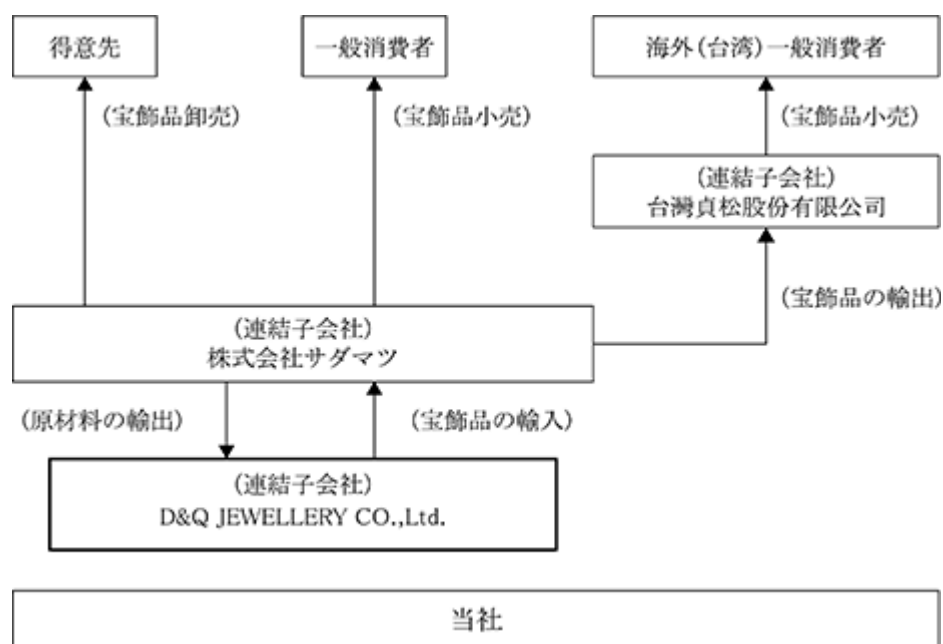 得意先
一般消費者
海外(台湾)一般消費者
(宝飾品卸売)
(宝飾品小売)
(宝飾品小売)
(連結子会社)
台灣貞松股份有限公司
(宝飾品の輸出)
(連結子会社)
株式会社サダマツ
(原材料の輸出)
(宝飾品の輸入)
(連結子会社)
D&Q JEWELLERY CO.,Ltd.
当社